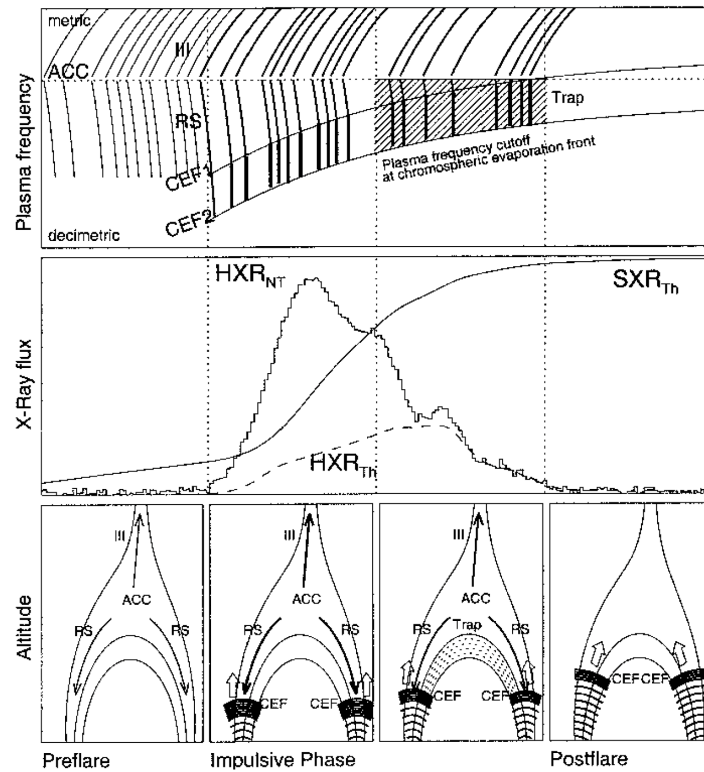 metric
III
ACC
RS
Trap
CEF1
CEF2
Plasma frequency cutoff
at chromospheric evaporation front
decimetric
Plasma frequency
HXR_NT
SXR_Th
HXR_Th
X-Ray flux
III
ACC
RS
RS
III
ACC
RS
RS
CEF
CEF
III
ACC
RS
Trap
RS
CEF
CEF
CEF
CEF
Altitude
Preflare
Impulsive Phase
Postflare